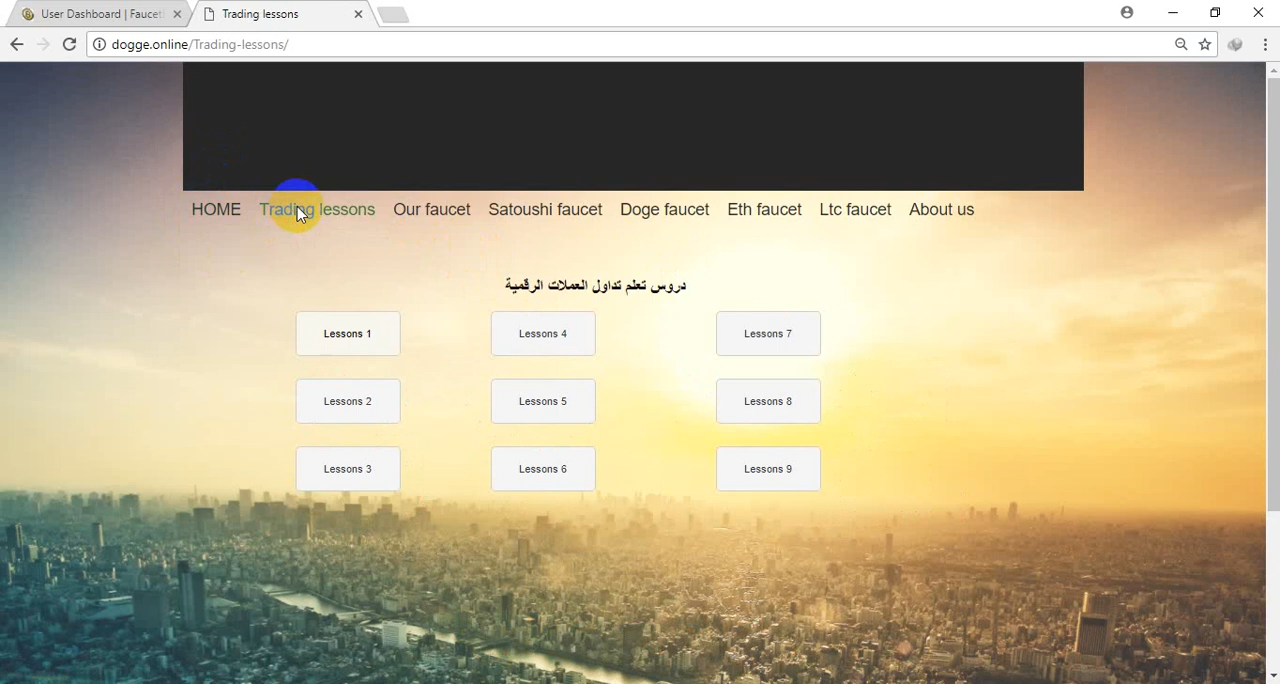 User Dashboard | Fauceti
Trading lessons
dogge.online/Trading-lessons/
HOME Trading lessons Our faucet Satoushi faucet Doge faucet Eth faucet Ltc faucet About us
دروس تعلم تداول العملات الرقمية
Lessons 1 Lessons 4 Lessons 7
Lessons 2 Lessons 5 Lessons 8
Lessons 3 Lessons 6 Lessons 9